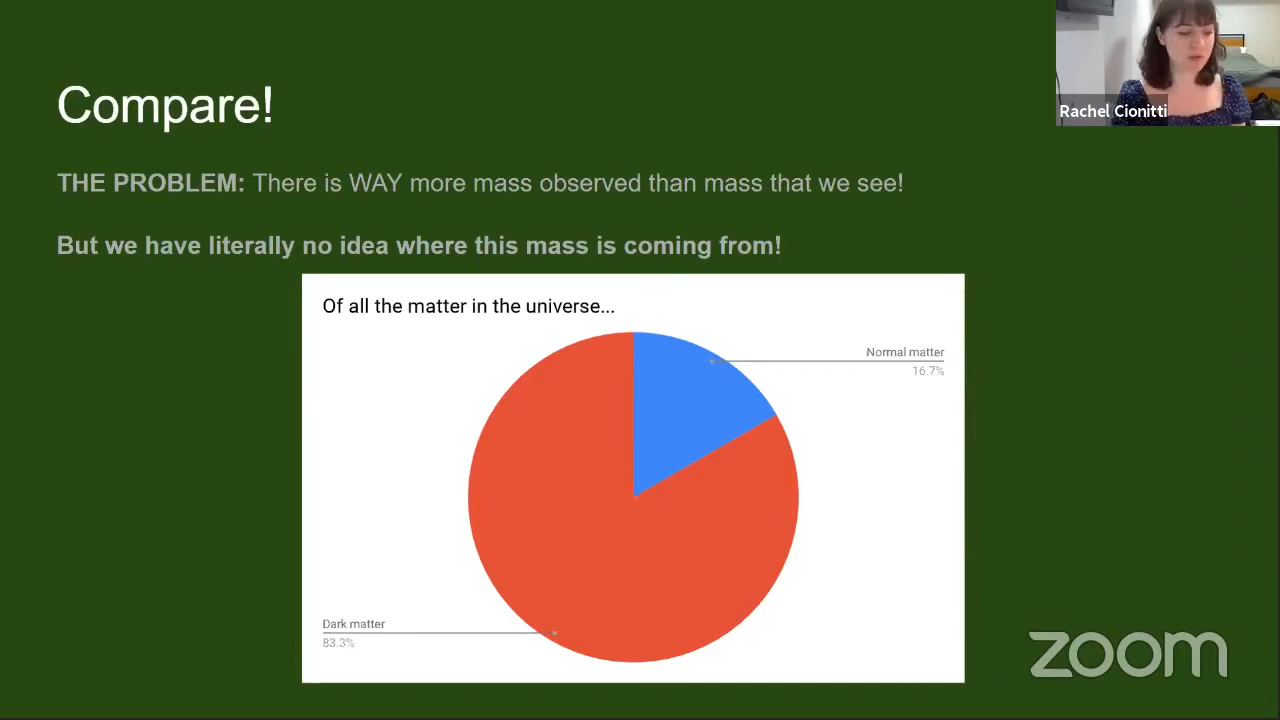 Compare!
Rachel Cionitti
THE PROBLEM: There is WAY more mass observed than mass that we see!
But we have literally no idea where this mass is coming from!
Of all the matter in the universe...
Normal matter
16.7%
Dark matter
83.3%
zoom